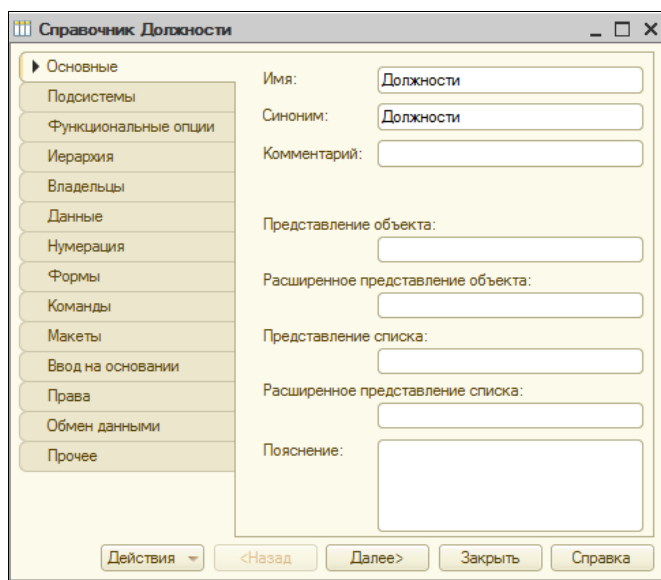 Справочник Должности
Основные
Подсистемы
Функциональные опции
Иерархия
Владельцы
Данные
Нумерация
Формы
Команды
Макеты
Ввод на основании
Права
Обмен данными
Прочее
Имя: Должности
Синоним: Должности
Комментарий:
Представление объекта:
Расширенное представление объекта:
Представление списка:
Расширенное представление списка:
Пояснение:
Действия <Назад Далее> Закрыть Справка